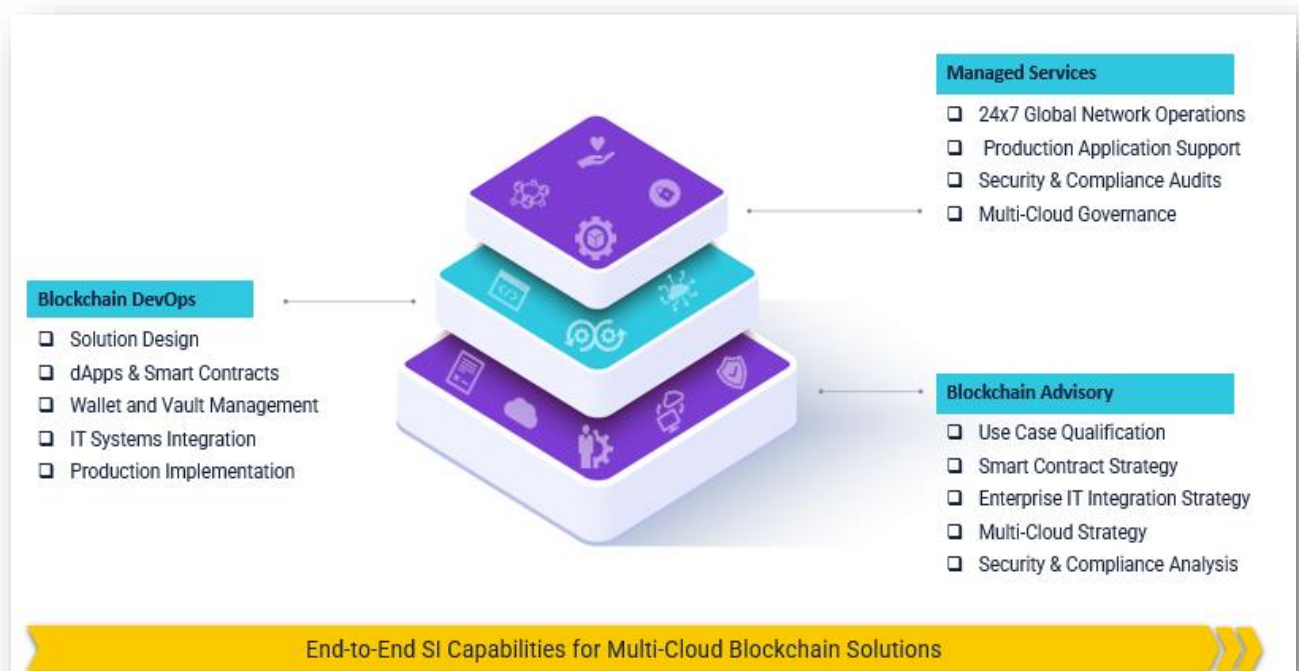 Managed Services
24x7 Global Network Operations
Production Application Support
Security & Compliance Audits
Multi-Cloud Governance
Blockchain DevOps
Solution Design
dApps & Smart Contracts
Wallet and Vault Management
IT Systems Integration
Production Implementation
Blockchain Advisory
Use Case Qualification
Smart Contract Strategy
Enterprise IT Integration Strategy
Multi-Cloud Strategy
Security & Compliance Analysis
End-to-End SI Capabilities for Multi-Cloud Blockchain Solutions